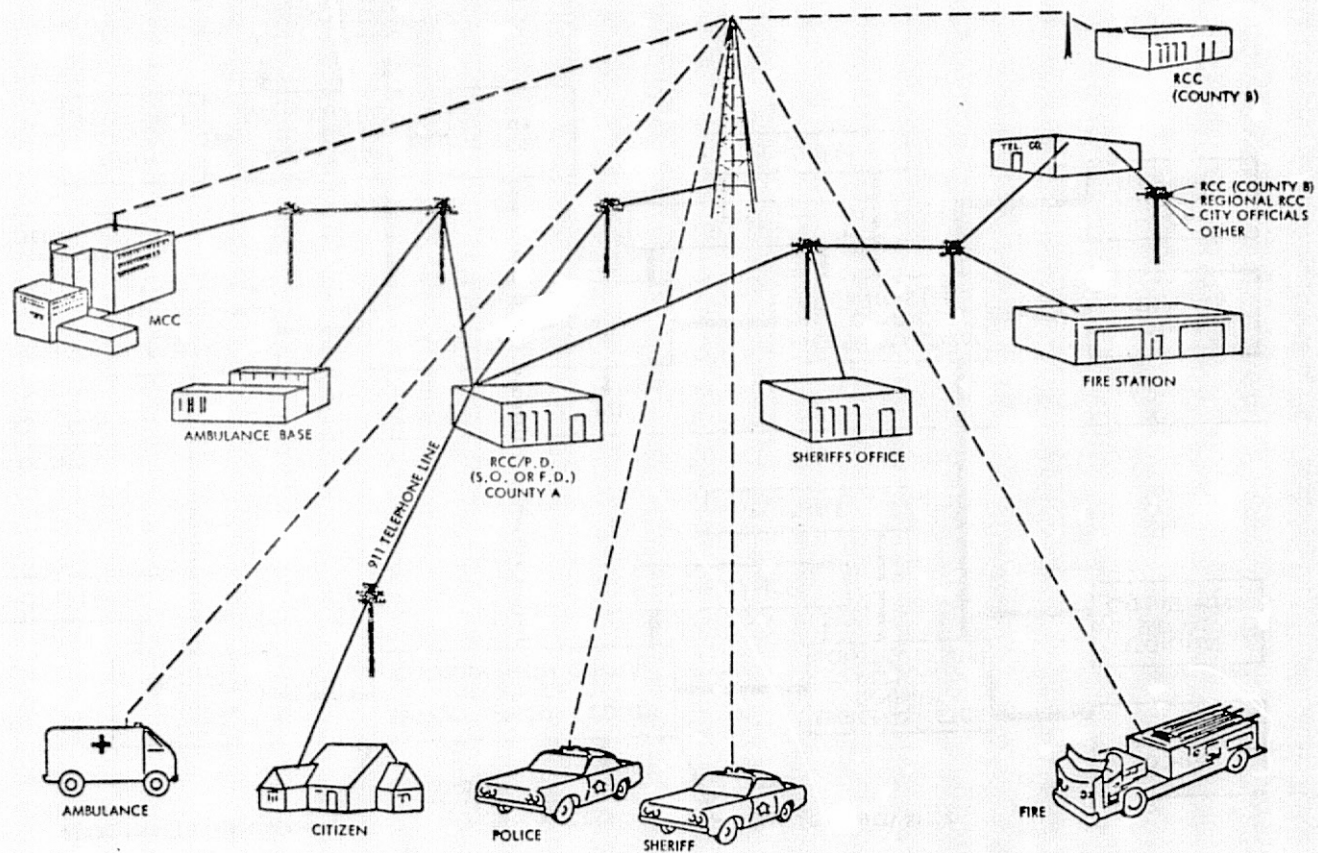 RCC
(COUNTY B)
TEL. CO.
RCC (COUNTY B)
REGIONAL RCC
CITY OFFICIALS
OTHER
MCC
FIRE STATION
AMBULANCE BASE
RCC/P.D.
(S.O. OR F.D.)
COUNTY A
SHERIFFS OFFICE
911 TELEPHONE LINE
AMBULANCE
CITIZEN
POLICE
SHERIFF
FIRE